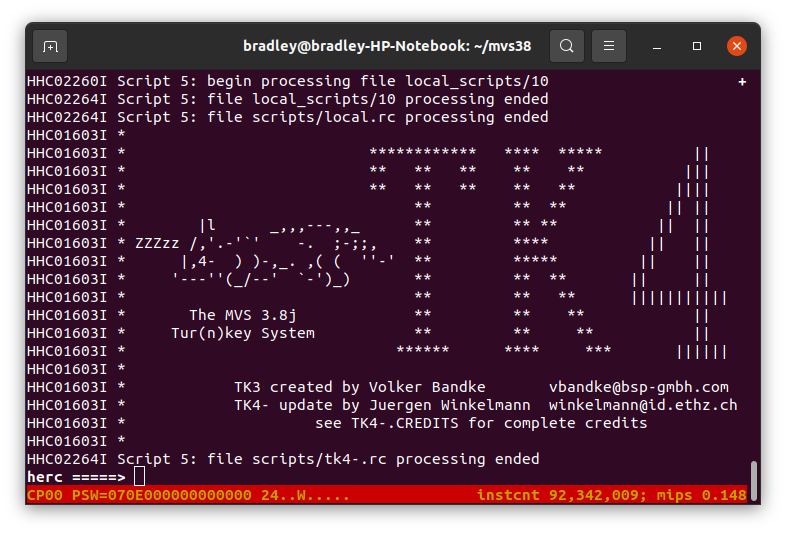 bradley@bradley-HP-Notebook: ~/mvs38
HHC02260I Script 5: begin processing file local_scripts/10                     +
HHC02264I Script 5: file local_scripts/10 processing ended
HHC02264I Script 5: file scripts/local.rc processing ended
HHC01603I *
HHC01603I *                           ************   ****  *****          ||
HHC01603I *                           **   **   **    **    **           |||
HHC01603I *                           **   **   **    **   **           ||||
HHC01603I *                                **         **  **           || ||
HHC01603I *        |l      _,,,---,,_      **         ** **           ||  ||
HHC01603I * ZZZzz /,'.-'`'    -.  ;-;;,    **         ****           ||   ||
HHC01603I *      |,4-  ) )-,_. ,( (  ''-'  **         *****         ||    ||
HHC01603I *     '---''(_/--'  `-')_)       **         **  **       ||     ||
HHC01603I *                                **         **   **      |||||||||||
HHC01603I *       The MVS 3.8j             **         **    **            ||
HHC01603I *     Tur(n)key System           **         **     **           ||
HHC01603I *                              ******      ****     ***       ||||||
HHC01603I *
HHC01603I *            TK3 created by Volker Bandke       vbandke@bsp-gmbh.com
HHC01603I *            TK4- update by Juergen Winkelmann  winkelmann@id.ethz.ch
HHC01603I *                     see TK4-.CREDITS for complete credits
HHC01603I *
HHC02264I Script 5: file scripts/tk4-.rc processing ended
herc =====>
CP00 PSW=070E000000000000 24..W.....              instcnt 92,342,009; mips 0.148